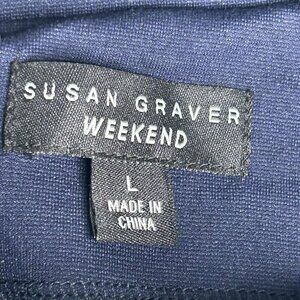 SUSAN GRAVER
WEEKEND
L
MADE IN
CHINA